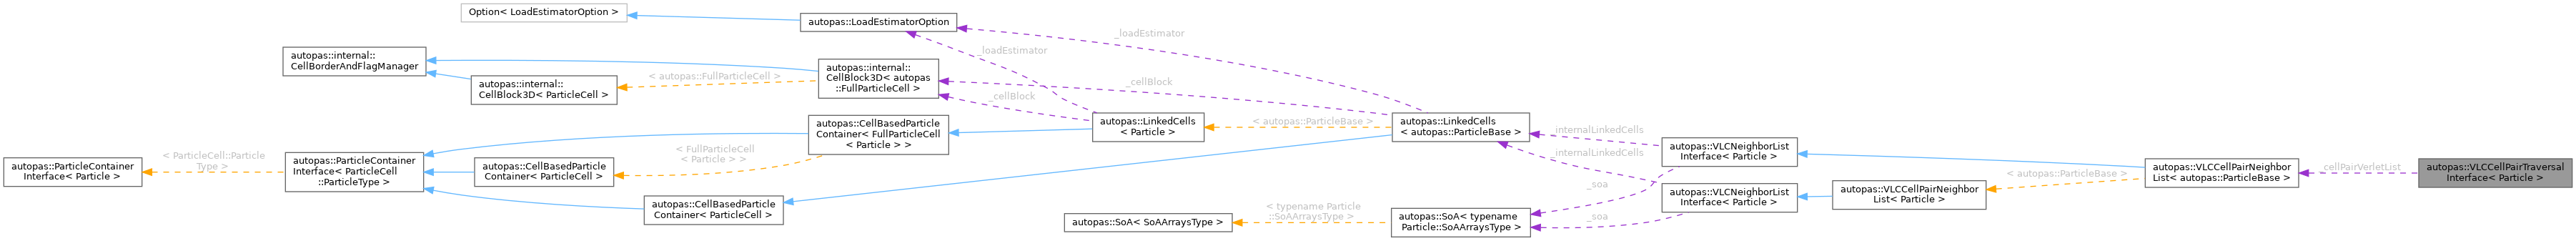 Option< LoadEstimatorOption >
autopas::LoadEstimatorOption
_loadEstimator
_loadEstimator
autopas::internal::
CellBorderAndFlagManager
autopas::internal::
CellBlock3D< ParticleCell >
< autopas::FullParticleCell >
autopas::internal::
CellBlock3D< autopas
::FullParticleCell >
_cellBlock
_cellBlock
autopas::ParticleContainer
Interface< Particle >
< ParticleCell::Particle
Type >
autopas::ParticleContainer
Interface< ParticleCell
::ParticleType >
autopas::CellBasedParticle
Container< ParticleCell >
< FullParticleCell
< Particle > >
autopas::CellBasedParticle
Container< FullParticleCell
< Particle > >
autopas::CellBasedParticle
Container< ParticleCell >
autopas::LinkedCells
< Particle >
< autopas::ParticleBase >
autopas::LinkedCells
< autopas::ParticleBase >
internalLinkedCells
internalLinkedCells
autopas::SoA< SoAArraysType >
< typename Particle
::SoAArraysType >
autopas::SoA< typename
Particle::SoAArraysType >
_soa
_soa
autopas::VLCNeighborList
Interface< Particle >
autopas::VLCNeighborList
Interface< Particle >
autopas::VLCCellPairNeighbor
List< Particle >
< autopas::ParticleBase >
autopas::VLCCellPairNeighbor
List< autopas::ParticleBase >
_cellPairVerletList
autopas::VLCCellPairTraversal
Interface< Particle >